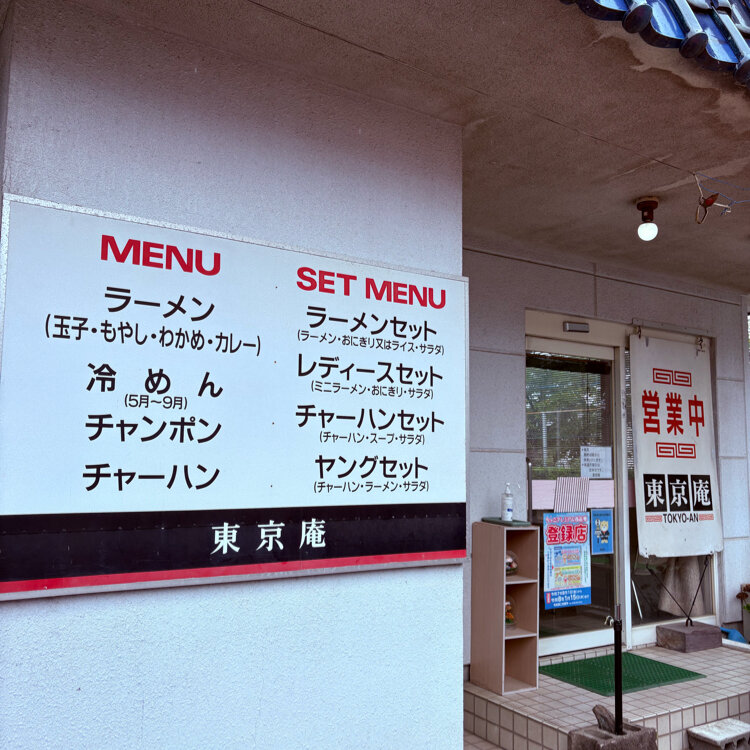 MENU
ラーメン
(玉子・もやし・わかめ・カレー)
冷めん
(5月〜9月)
チャンポン
チャーハン
SET MENU
ラーメンセット
(ラーメン・おにぎり又はライス・サラダ)
レディースセット
(ミニラーメン・おにぎり・サラダ)
チャーハンセット
(チャーハン・スープ・サラダ)
ヤングセット
(チャーハン・ラーメン・サラダ)
東京庵
営業中
東京庵
TOKYO-AN
登録店